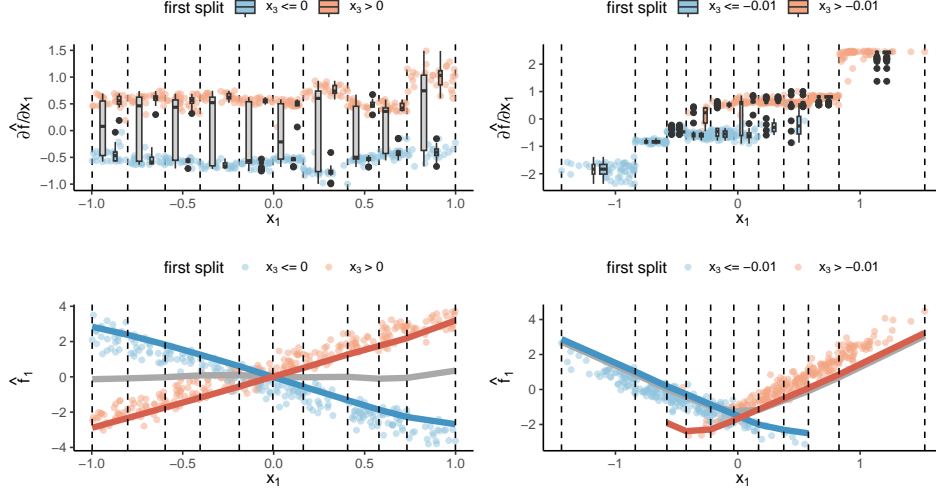 first split x₃ <= 0 x₃ > 0
∂f̂/∂x₁
1.5
1.0
0.5
0.0
−0.5
−1.0
−1.0 −0.5 0.0 0.5 1.0
x₁
first split x₃ <= −0.01 x₃ > −0.01
∂f̂/∂x₁
2
1
0
−1
−2
−1 0 1
x₁
first split x₃ <= 0 x₃ > 0
f̂₁
4
2
0
−2
−4
−1.0 −0.5 0.0 0.5 1.0
x₁
first split x₃ <= −0.01 x₃ > −0.01
f̂₁
4
2
0
−2
−1 0 1
x₁